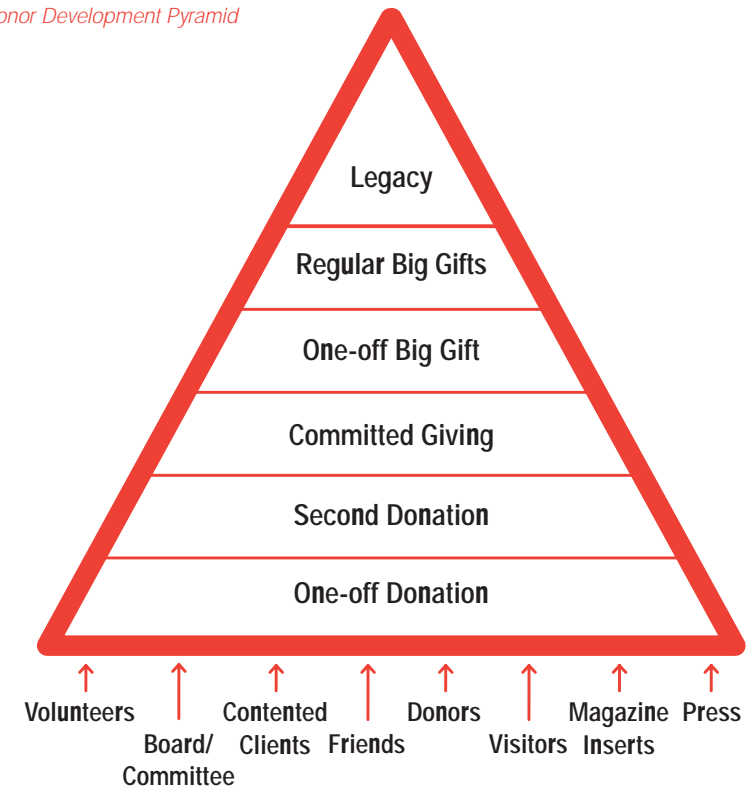 onor Development Pyramid
Legacy
Regular Big Gifts
One-off Big Gift
Committed Giving
Second Donation
One-off Donation
Volunteers
Board/
Committee
Contented
Clients
Friends
Donors
Visitors
Magazine
Inserts
Press